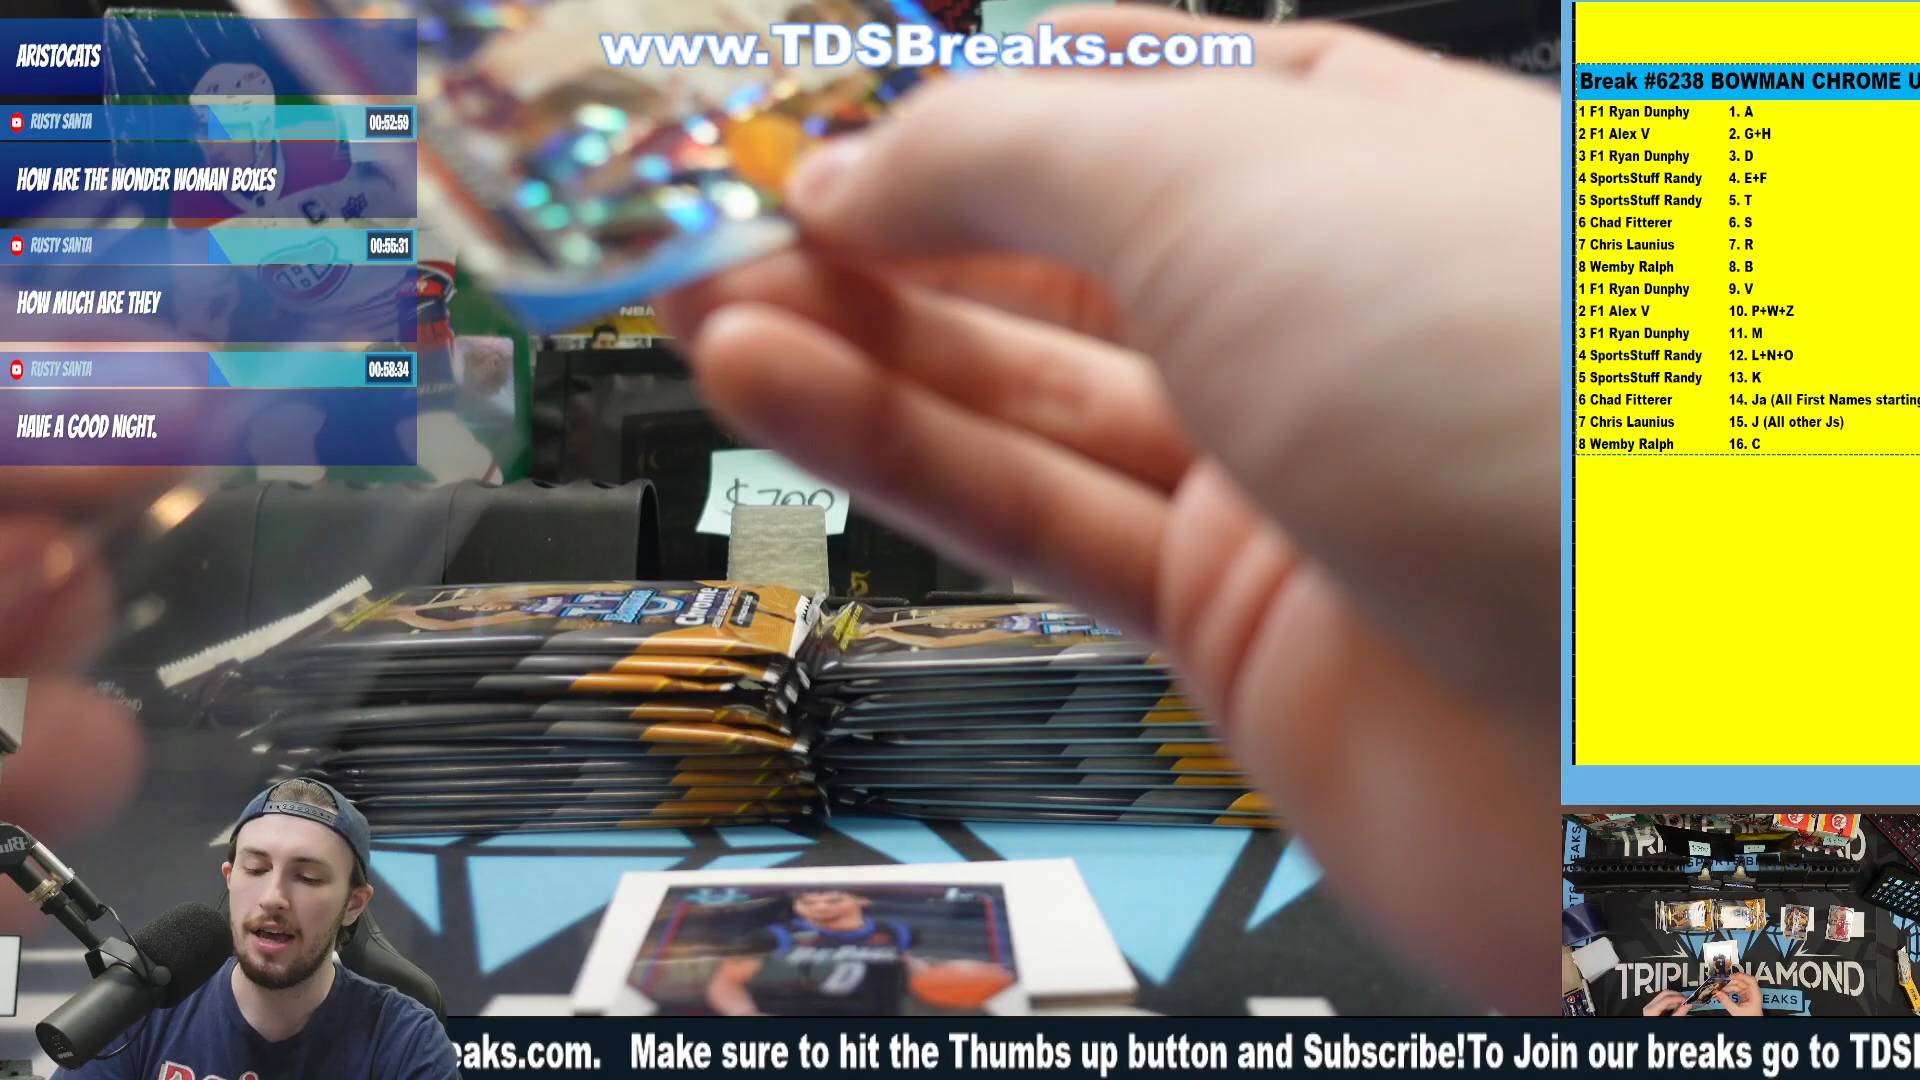 www.TDSBreaks.com
ARISTOCATS
RUSTY SANTA 00:52:59
HOW ARE THE WONDER WOMAN BOXES
RUSTY SANTA 00:55:31
HOW MUCH ARE THEY
RUSTY SANTA 00:58:34
HAVE A GOOD NIGHT.
NBA
$700
Chrome
Break #6238 BOWMAN CHROME U
1 F1 Ryan Dunphy 1. A
2 F1 Alex V 2. G+H
3 F1 Ryan Dunphy 3. D
4 SportsStuff Randy 4. E+F
5 SportsStuff Randy 5. T
6 Chad Fitterer 6. S
7 Chris Launius 7. R
8 Wemby Ralph 8. B
1 F1 Ryan Dunphy 9. V
2 F1 Alex V 10. P+W+Z
3 F1 Ryan Dunphy 11. M
4 SportsStuff Randy 12. L+N+O
5 SportsStuff Randy 13. K
6 Chad Fitterer 14. Ja (All First Names starting
7 Chris Launius 15. J (All other Js)
8 Wemby Ralph 16. C
TRIPLE DIAMOND
eaks.com. Make sure to hit the Thumbs up button and Subscribe!To Join our breaks go to TDS